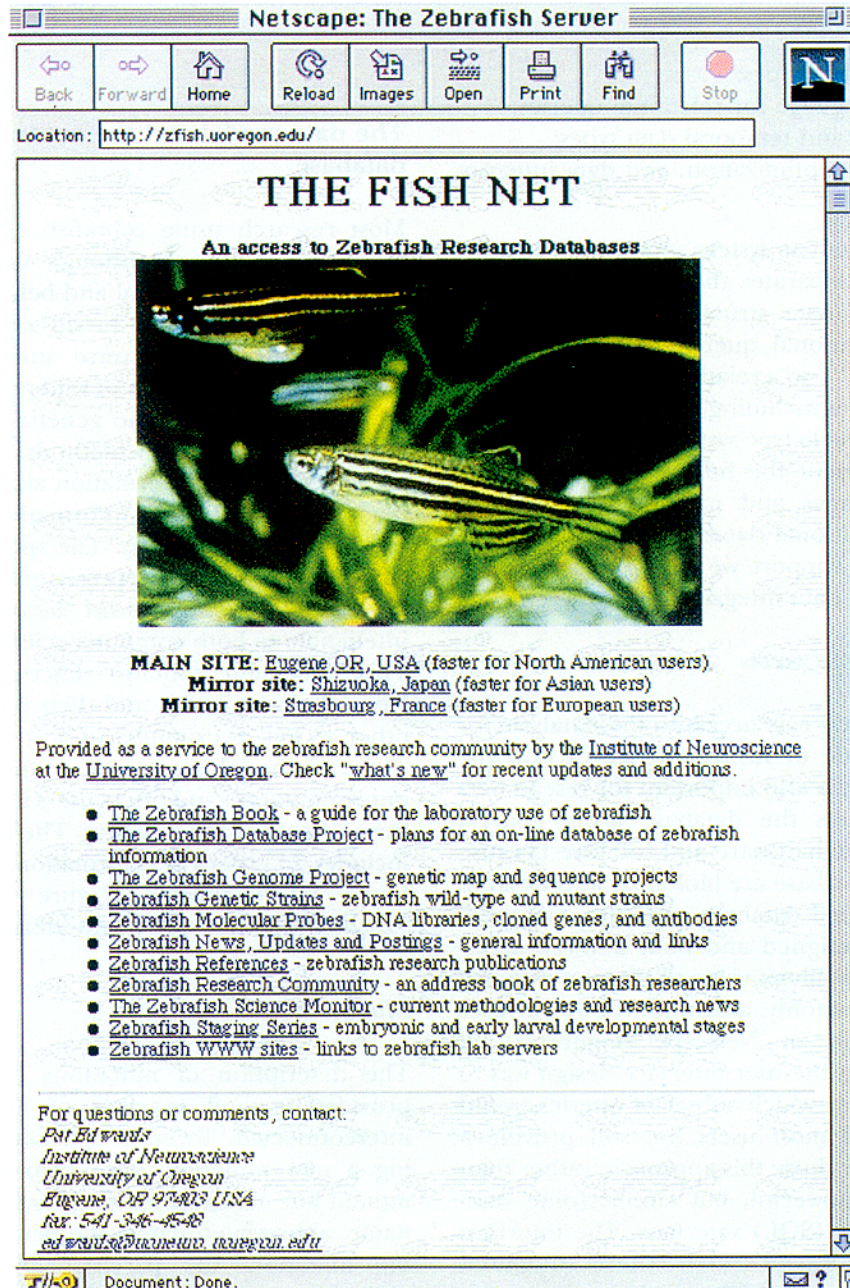 Netscape: The Zebrafish Server
Back Forward Home Reload Images Open Print Find Stop N
Location: http://zfish.uoregon.edu/
THE FISH NET
An access to Zebrafish Research Databases
MAIN SITE: Eugene,OR, USA (faster for North American users)
Mirror site: Shizuoka, Japan (faster for Asian users)
Mirror site: Strasbourg, France (faster for European users)
Provided as a service to the zebrafish research community by the Institute of Neuroscience
at the University of Oregon. Check "what's new" for recent updates and additions.
The Zebrafish Book - a guide for the laboratory use of zebrafish
The Zebrafish Database Project - plans for an on-line database of zebrafish
information
The Zebrafish Genome Project - genetic map and sequence projects
Zebrafish Genetic Strains - zebrafish wild-type and mutant strains
Zebrafish Molecular Probes - DNA libraries, cloned genes, and antibodies
Zebrafish News, Updates and Postings - general information and links
Zebrafish References - zebrafish research publications
Zebrafish Research Community - an address book of zebrafish researchers
The Zebrafish Science Monitor - current methodologies and research news
Zebrafish Staging Series - embryonic and early larval developmental stages
Zebrafish WWW sites - links to zebrafish lab servers
For questions or comments, contact:
Pat Edwards
Institute of Neuroscience
University of Oregon
Eugene, OR 97403 USA
fax: 541-346-4548
Document: Done.
?